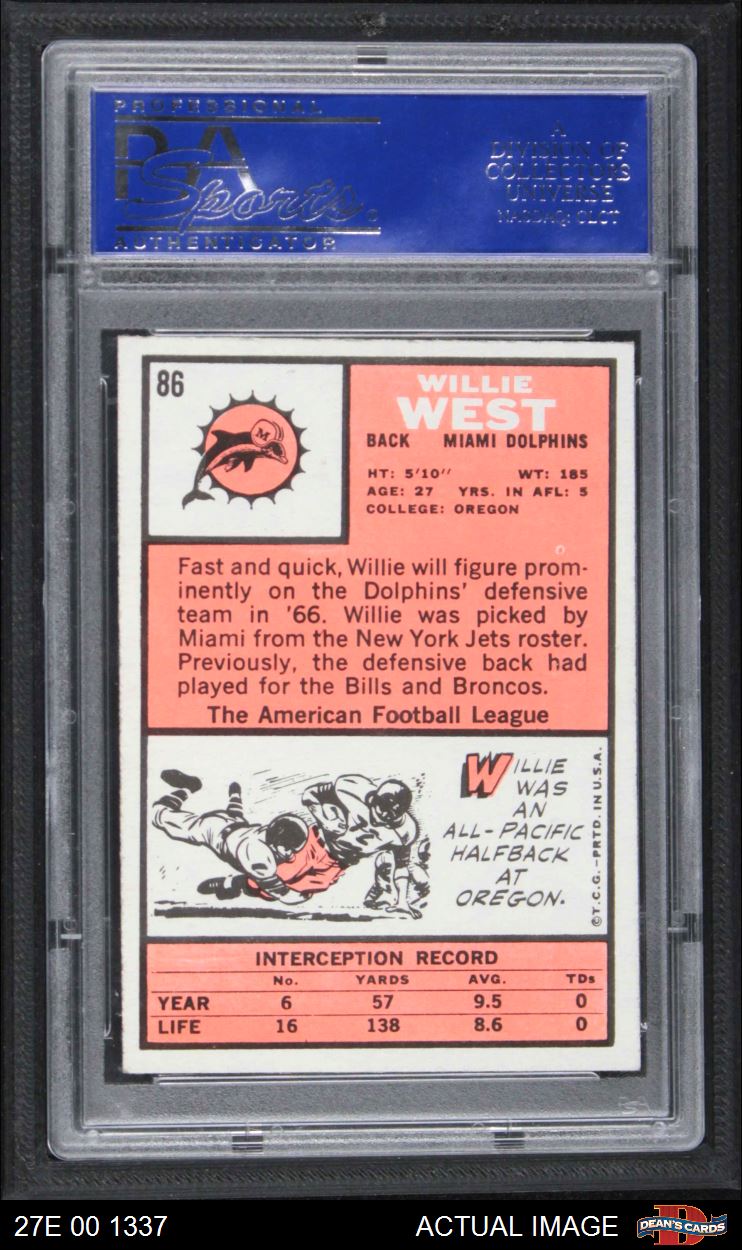 PROFESSIONAL
PSA
Sports
AUTHENTICATOR
A
DIVISION OF
COLLECTORS
UNIVERSE
NASDAQ: CLCT
86
M
WILLIE
WEST
BACK MIAMI DOLPHINS
HT: 5'10" WT: 185
AGE: 27 YRS. IN AFL: 5
COLLEGE: OREGON
Fast and quick, Willie will figure prom-
inently on the Dolphins' defensive
team in '66. Willie was picked by
Miami from the New York Jets roster.
Previously, the defensive back had
played for the Bills and Broncos.
The American Football League
WILLIE
WAS
AN
ALL-PACIFIC
HALFBACK
AT
OREGON.
©T.C.G.-PRTD. IN U.S.A.
INTERCEPTION RECORD
No. YARDS AVG. TDs
YEAR 6 57 9.5 0
LIFE 16 138 8.6 0
27E 00 1337 ACTUAL IMAGE DEAN'S CARDS